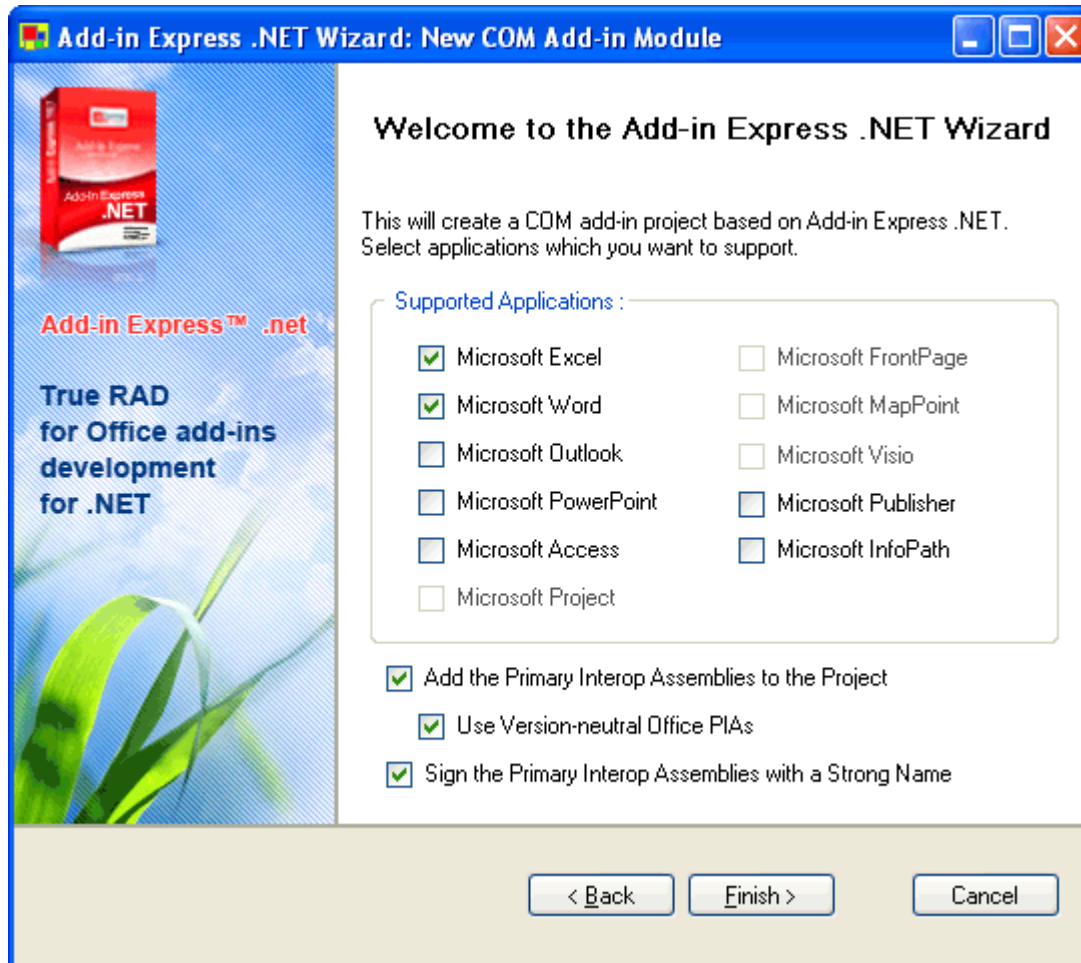 Add-in Express .NET Wizard: New COM Add-in Module
Add-in Express
.NET
Add-in Express™ .net
True RAD
for Office add-ins
development
for .NET
Welcome to the Add-in Express .NET Wizard
This will create a COM add-in project based on Add-in Express .NET.
Select applications which you want to support.
Supported Applications :
Microsoft Excel
Microsoft Word
Microsoft Outlook
Microsoft PowerPoint
Microsoft Access
Microsoft Project
Microsoft FrontPage
Microsoft MapPoint
Microsoft Visio
Microsoft Publisher
Microsoft InfoPath
Add the Primary Interop Assemblies to the Project
Use Version-neutral Office PIAs
Sign the Primary Interop Assemblies with a Strong Name
< Back
Finish >
Cancel